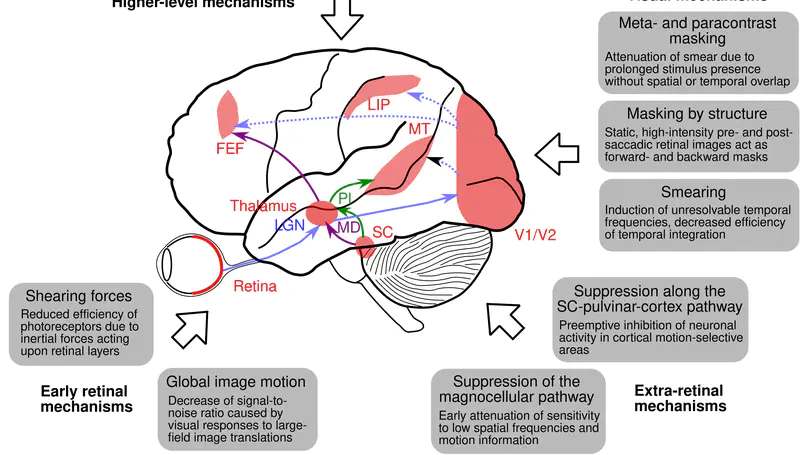 Higher-level mechanisms
Meta- and paracontrast
masking
Attenuation of smear due to
prolonged stimulus presence
without spatial or temporal overlap
Masking by structure
Static, high-intensity pre- and post-
saccadic retinal images act as
forward- and backward masks
Smearing
Induction of unresolvable temporal
frequencies, decreased efficiency
of temporal integration
LIP
MT
FEF
PI
Thalamus
LGN
MD
SC
V1/V2
Retina
Shearing forces
Reduced efficiency of
photoreceptors due to
inertial forces acting
upon retinal layers
Suppression along the
SC-pulvinar-cortex pathway
Preemptive inhibition of neuronal
activity in cortical motion-selective
areas
Early retinal
mechanisms
Global image motion
Decrease of signal-to-
noise ratio caused by
visual responses to large-
field image translations
Suppression of the
magnocellular pathway
Early attenuation of sensitivity
to low spatial frequencies and
motion information
Extra-retinal
mechanisms